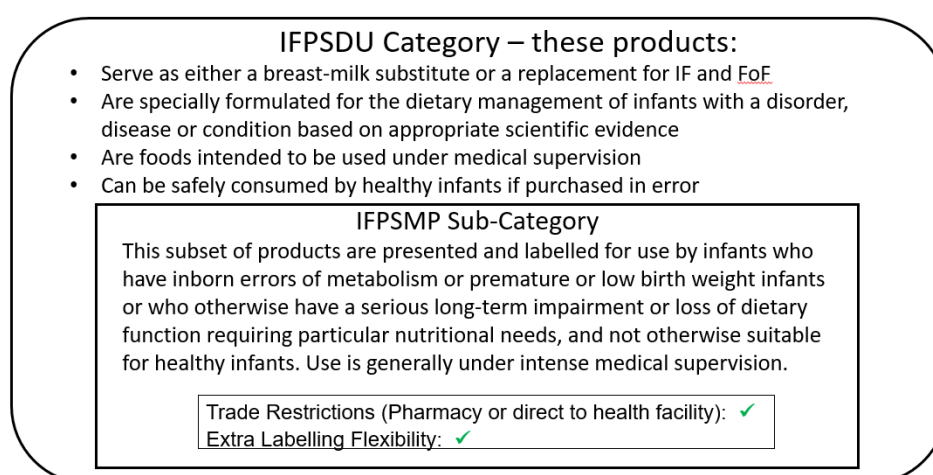 IFPSDU Category – these products:
• Serve as either a breast-milk substitute or a replacement for IF and FoF
• Are specially formulated for the dietary management of infants with a disorder,
disease or condition based on appropriate scientific evidence
• Are foods intended to be used under medical supervision
• Can be safely consumed by healthy infants if purchased in error
IFPSMP Sub-Category
This subset of products are presented and labelled for use by infants who
have inborn errors of metabolism or premature or low birth weight infants
or who otherwise have a serious long-term impairment or loss of dietary
function requiring particular nutritional needs, and not otherwise suitable
for healthy infants. Use is generally under intense medical supervision.
Trade Restrictions (Pharmacy or direct to health facility): ✓
Extra Labelling Flexibility: ✓